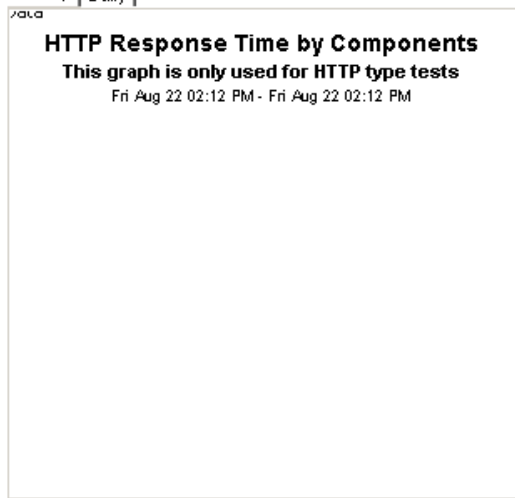 Daily
HTTP Response Time by Components
This graph is only used for HTTP type tests
Fri Aug 22 02:12 PM - Fri Aug 22 02:12 PM